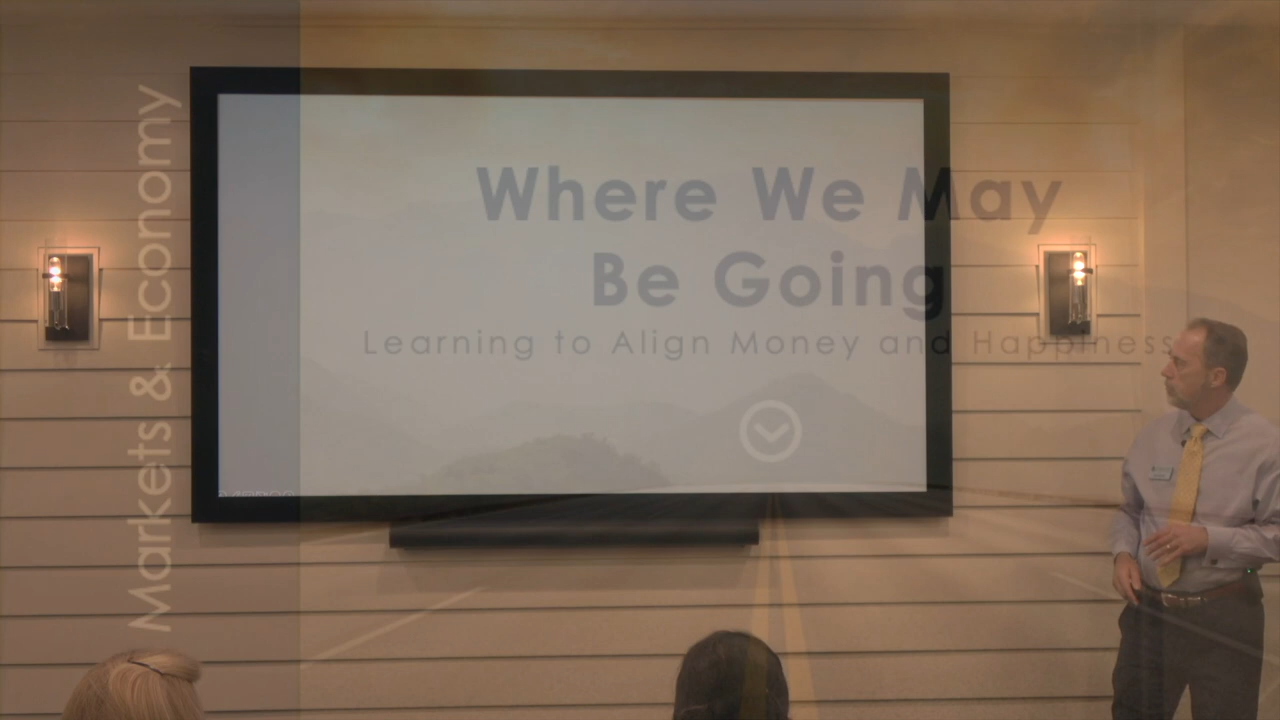 Markets & Economy
Where We May
Be Going
Learning to Align Money and Happiness